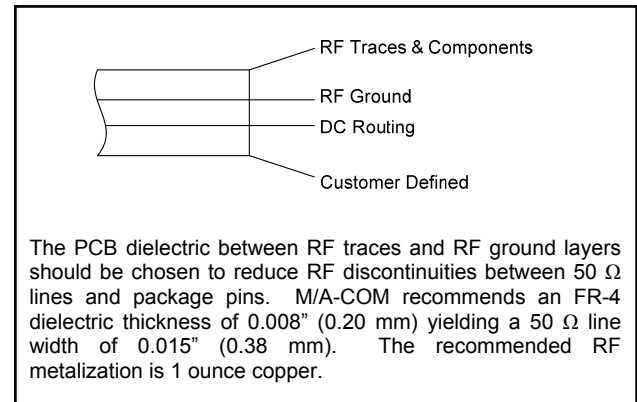 RF Traces & Components
RF Ground
DC Routing
Customer Defined
The PCB dielectric between RF traces and RF ground layers
should be chosen to reduce RF discontinuities between 50 Ω
lines and package pins. M/A-COM recommends an FR-4
dielectric thickness of 0.008” (0.20 mm) yielding a 50 Ω line
width of 0.015” (0.38 mm). The recommended RF
metalization is 1 ounce copper.